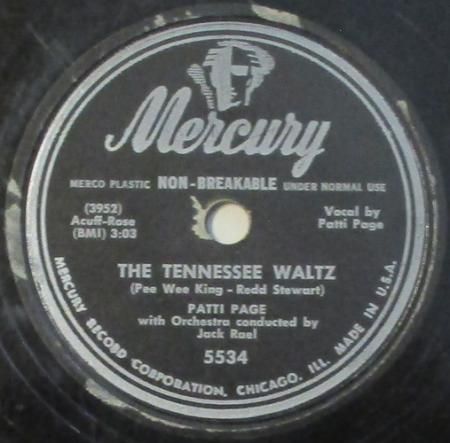 Mercury
MERCO PLASTIC NON-BREAKABLE UNDER NORMAL USE
(3952)
Acuff-Rose
(BMI) 3:03
Vocal by
Patti Page
THE TENNESSEE WALTZ
(Pee Wee King - Redd Stewart)
PATTI PAGE
with Orchestra conducted by
Jack Rael
5534
MERCURY RECORD CORPORATION, CHICAGO, ILL. MADE IN U.S.A.